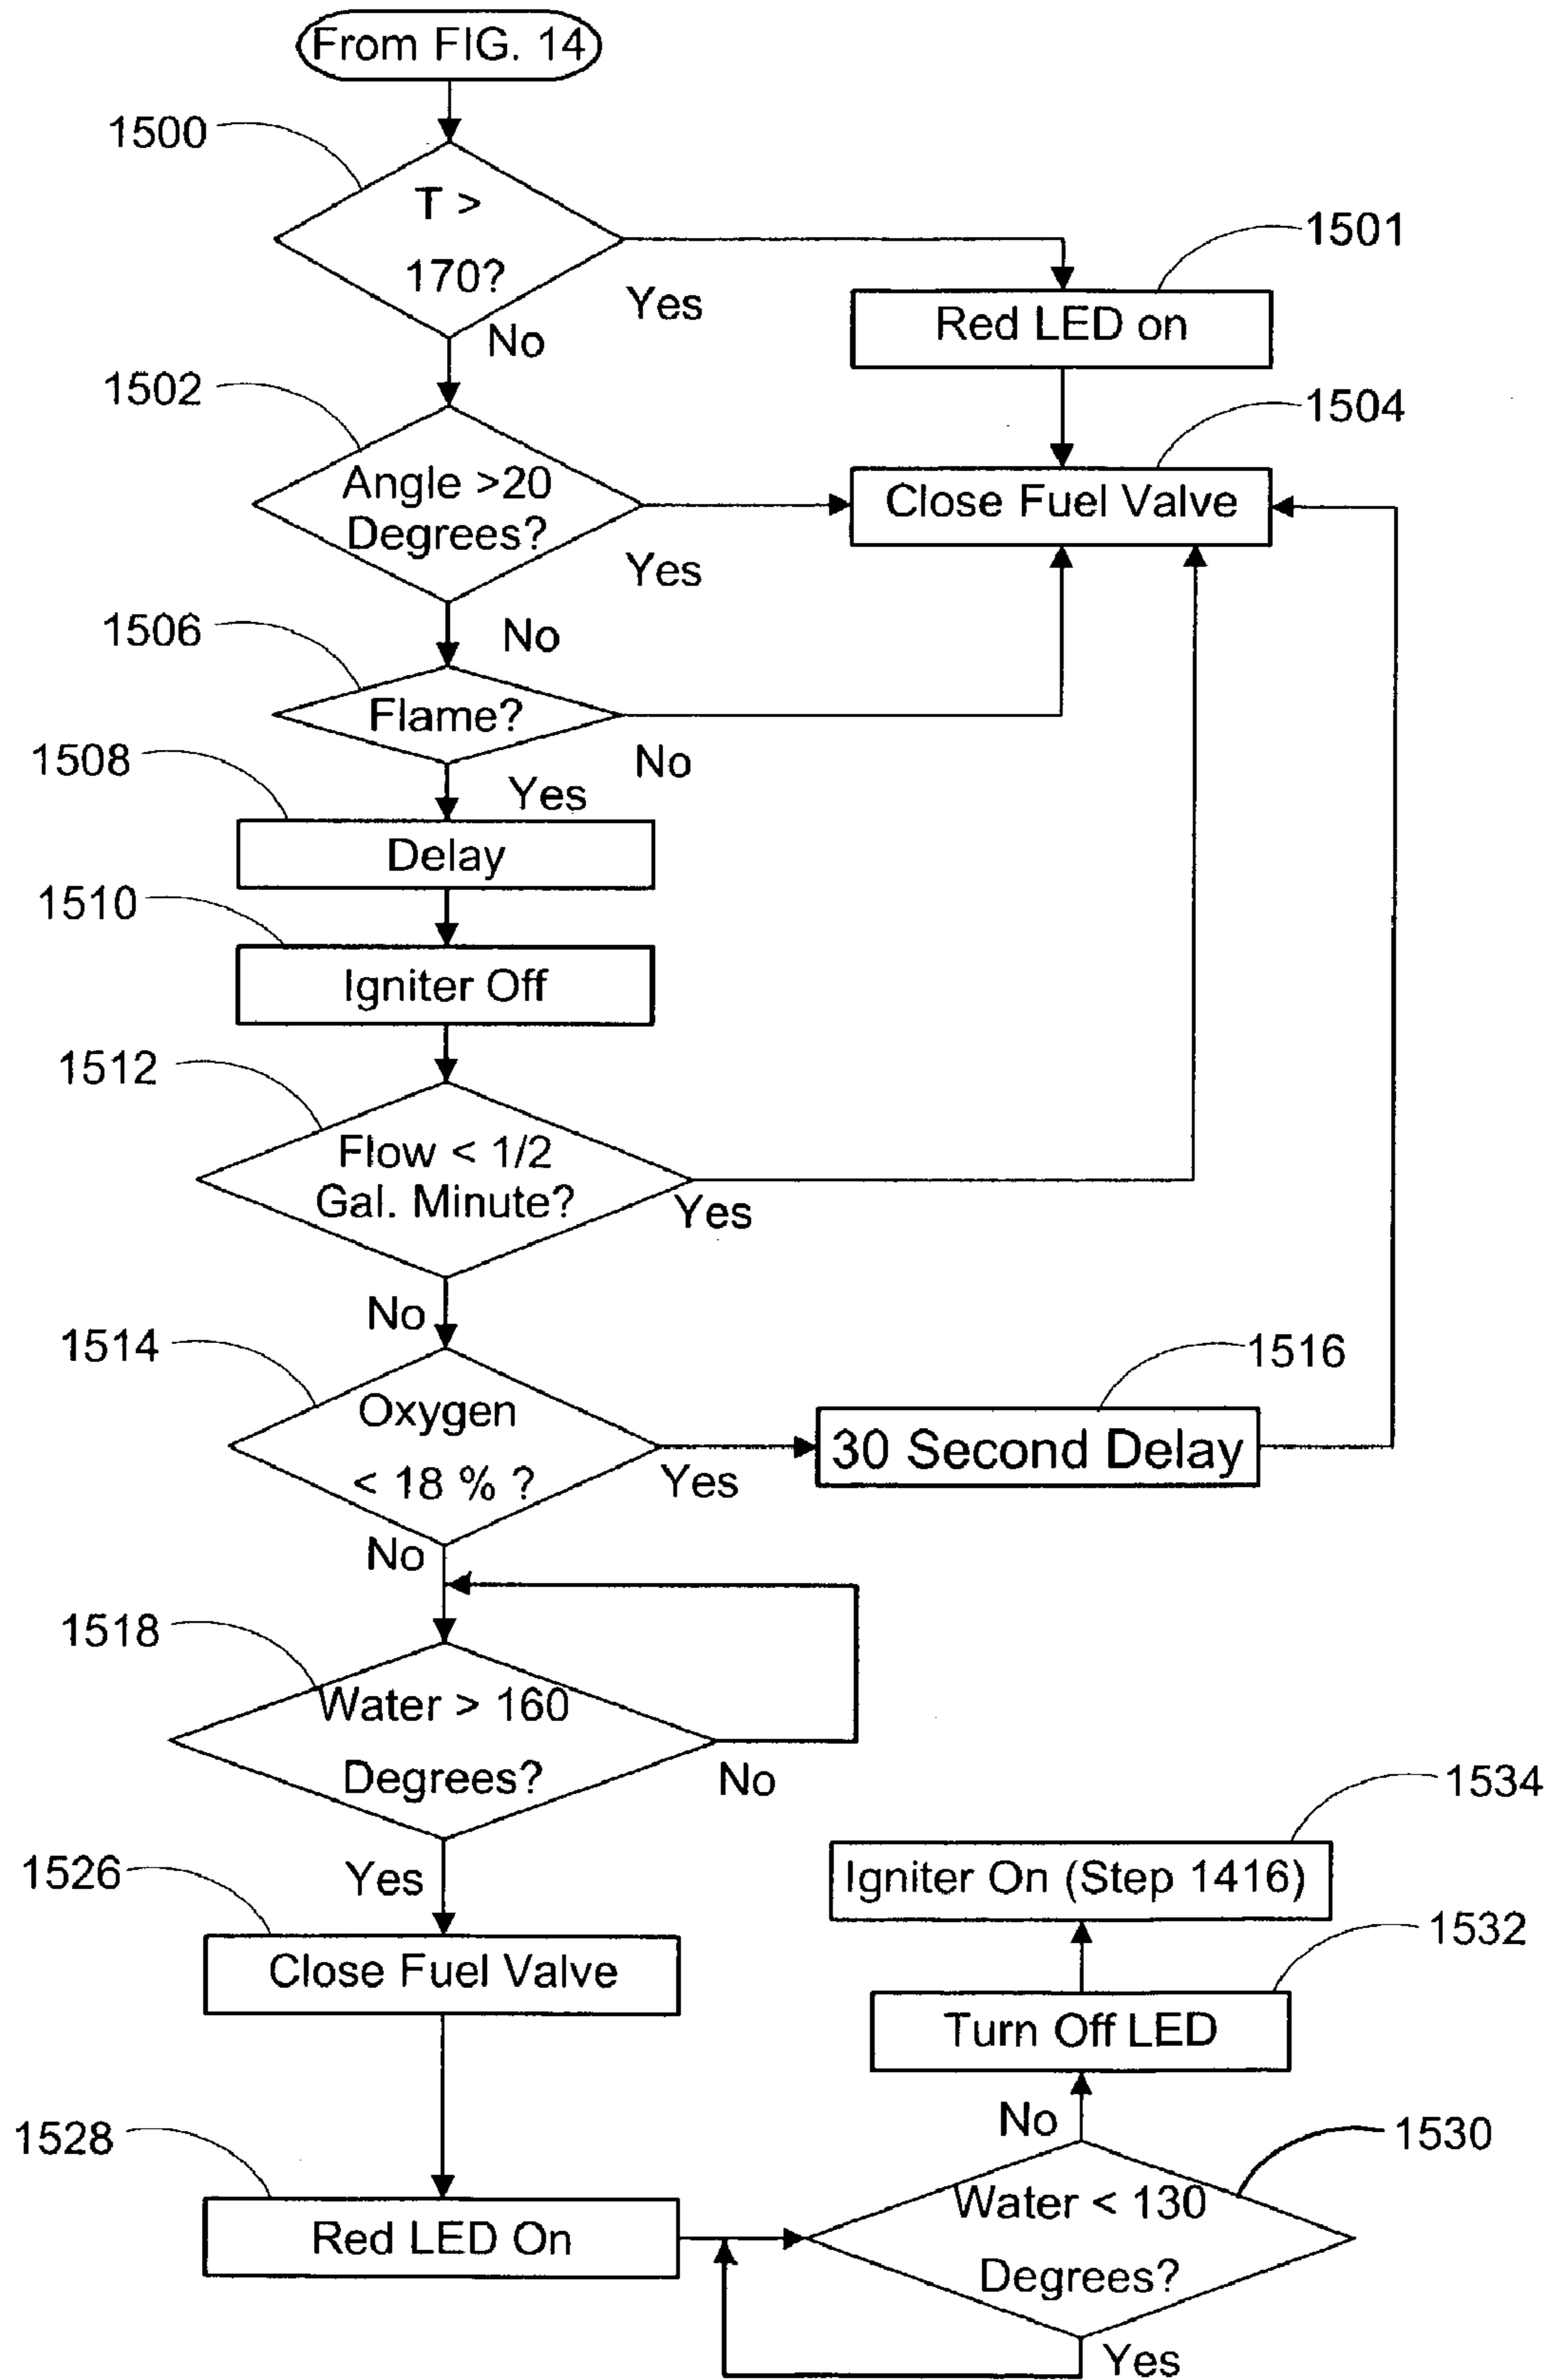 From FIG. 14
1500
T >
170?
Yes
No
1501
Red LED on
1502
Angle >20
Degrees?
Yes
No
1504
Close Fuel Valve
1506
Flame?
No
Yes
1508
Delay
1510
Igniter Off
1512
Flow < 1/2
Gal. Minute?
Yes
No
1514
Oxygen
< 18 % ?
Yes
No
1516
30 Second Delay
1518
Water > 160
Degrees?
No
Yes
1526
Close Fuel Valve
1528
Red LED On
1534
Igniter On (Step 1416)
1532
Turn Off LED
No
1530
Water < 130
Degrees?
Yes